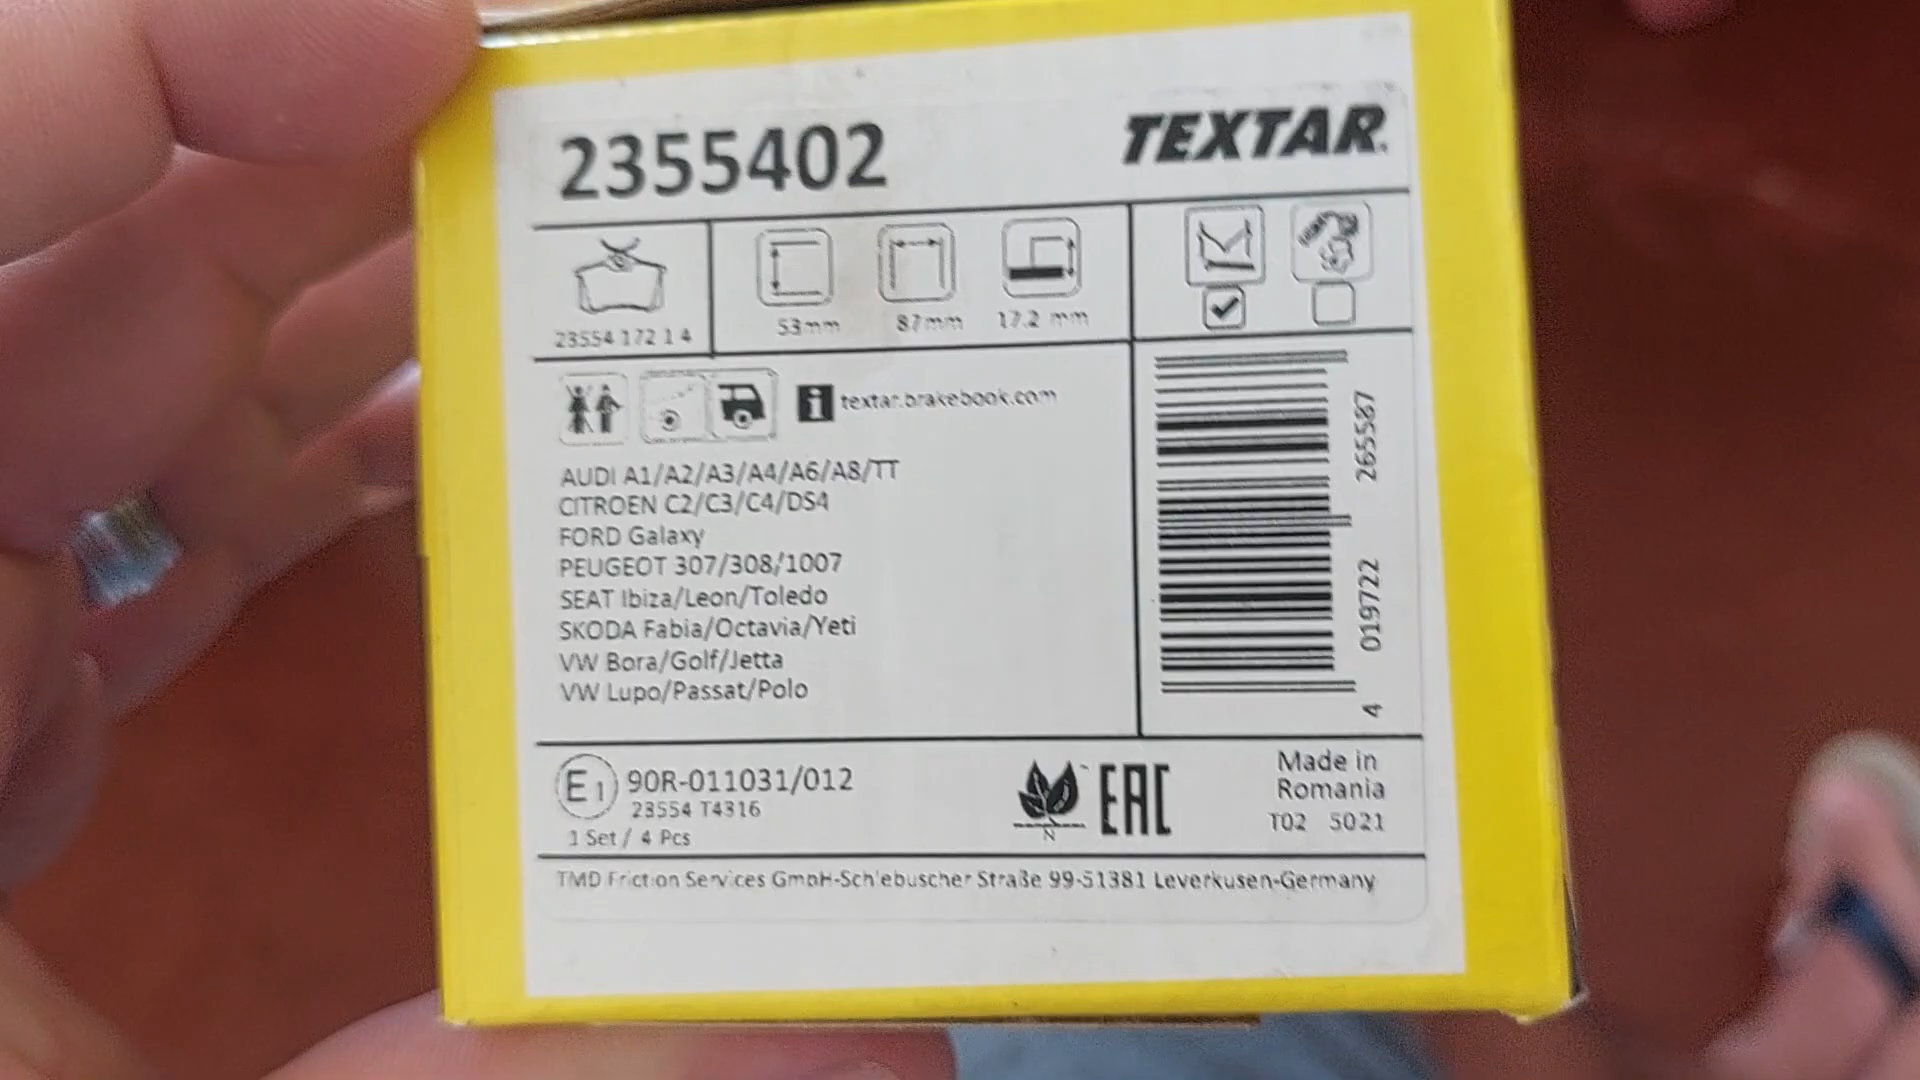 2355402
TEXTAR
23554 172 1 4
53mm
87mm
17.2 mm
textar.brakebook.com
AUDI A1/A2/A3/A4/A6/A8/TT
CITROEN C2/C3/C4/DS4
FORD Galaxy
PEUGEOT 307/308/1007
SEAT Ibiza/Leon/Toledo
SKODA Fabia/Octavia/Yeti
VW Bora/Golf/Jetta
VW Lupo/Passat/Polo
4 019722 265587
E1 90R-011031/012
23554 T4316
1 Set / 4 Pcs
N
EAC
Made in
Romania
T02 5021
TMD Friction Services GmbH-Schlebuscher Straße 99-51381 Leverkusen-Germany